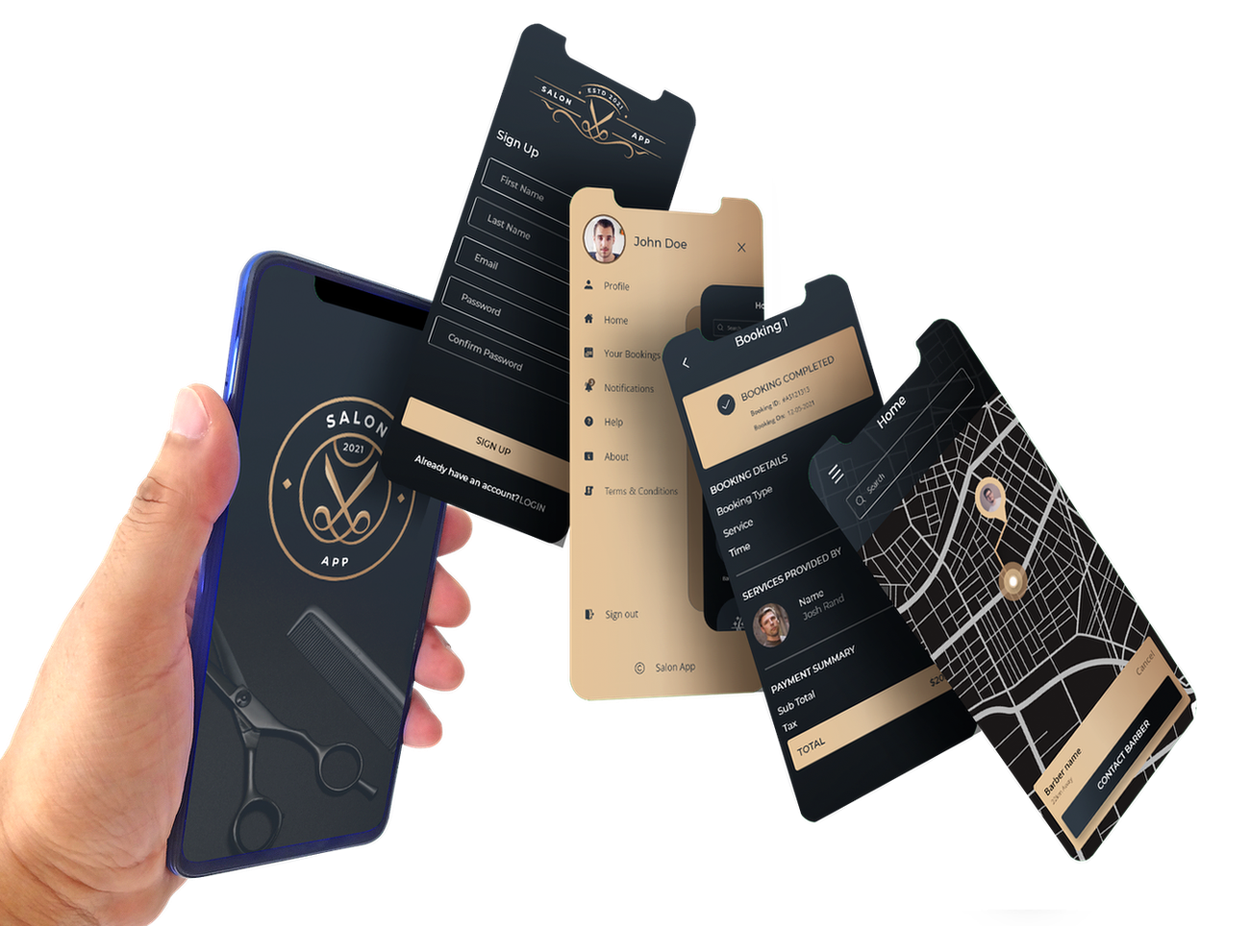 SALON
2021
APP
ESTD 2021
SALON
APP
Sign Up
First Name
Last Name
Email
Password
Confirm Password
SIGN UP
Already have an account? LOGIN
John Doe
Profile
Home
Your Bookings
Notifications
Help
About
Terms & Conditions
Sign out
© Salon App
Ho
Search
Booking 1
BOOKING COMPLETED
Booking ID: #43121312
Booking On: 12-05-2021
BOOKING DETAILS
Booking Type
Service
Time
SERVICES PROVIDED BY
Name
Josh Rand
PAYMENT SUMMARY
Sub Total
Tax
TOTAL
$20
Home
Search
Cancel
Barber name
CONTACT BARBER